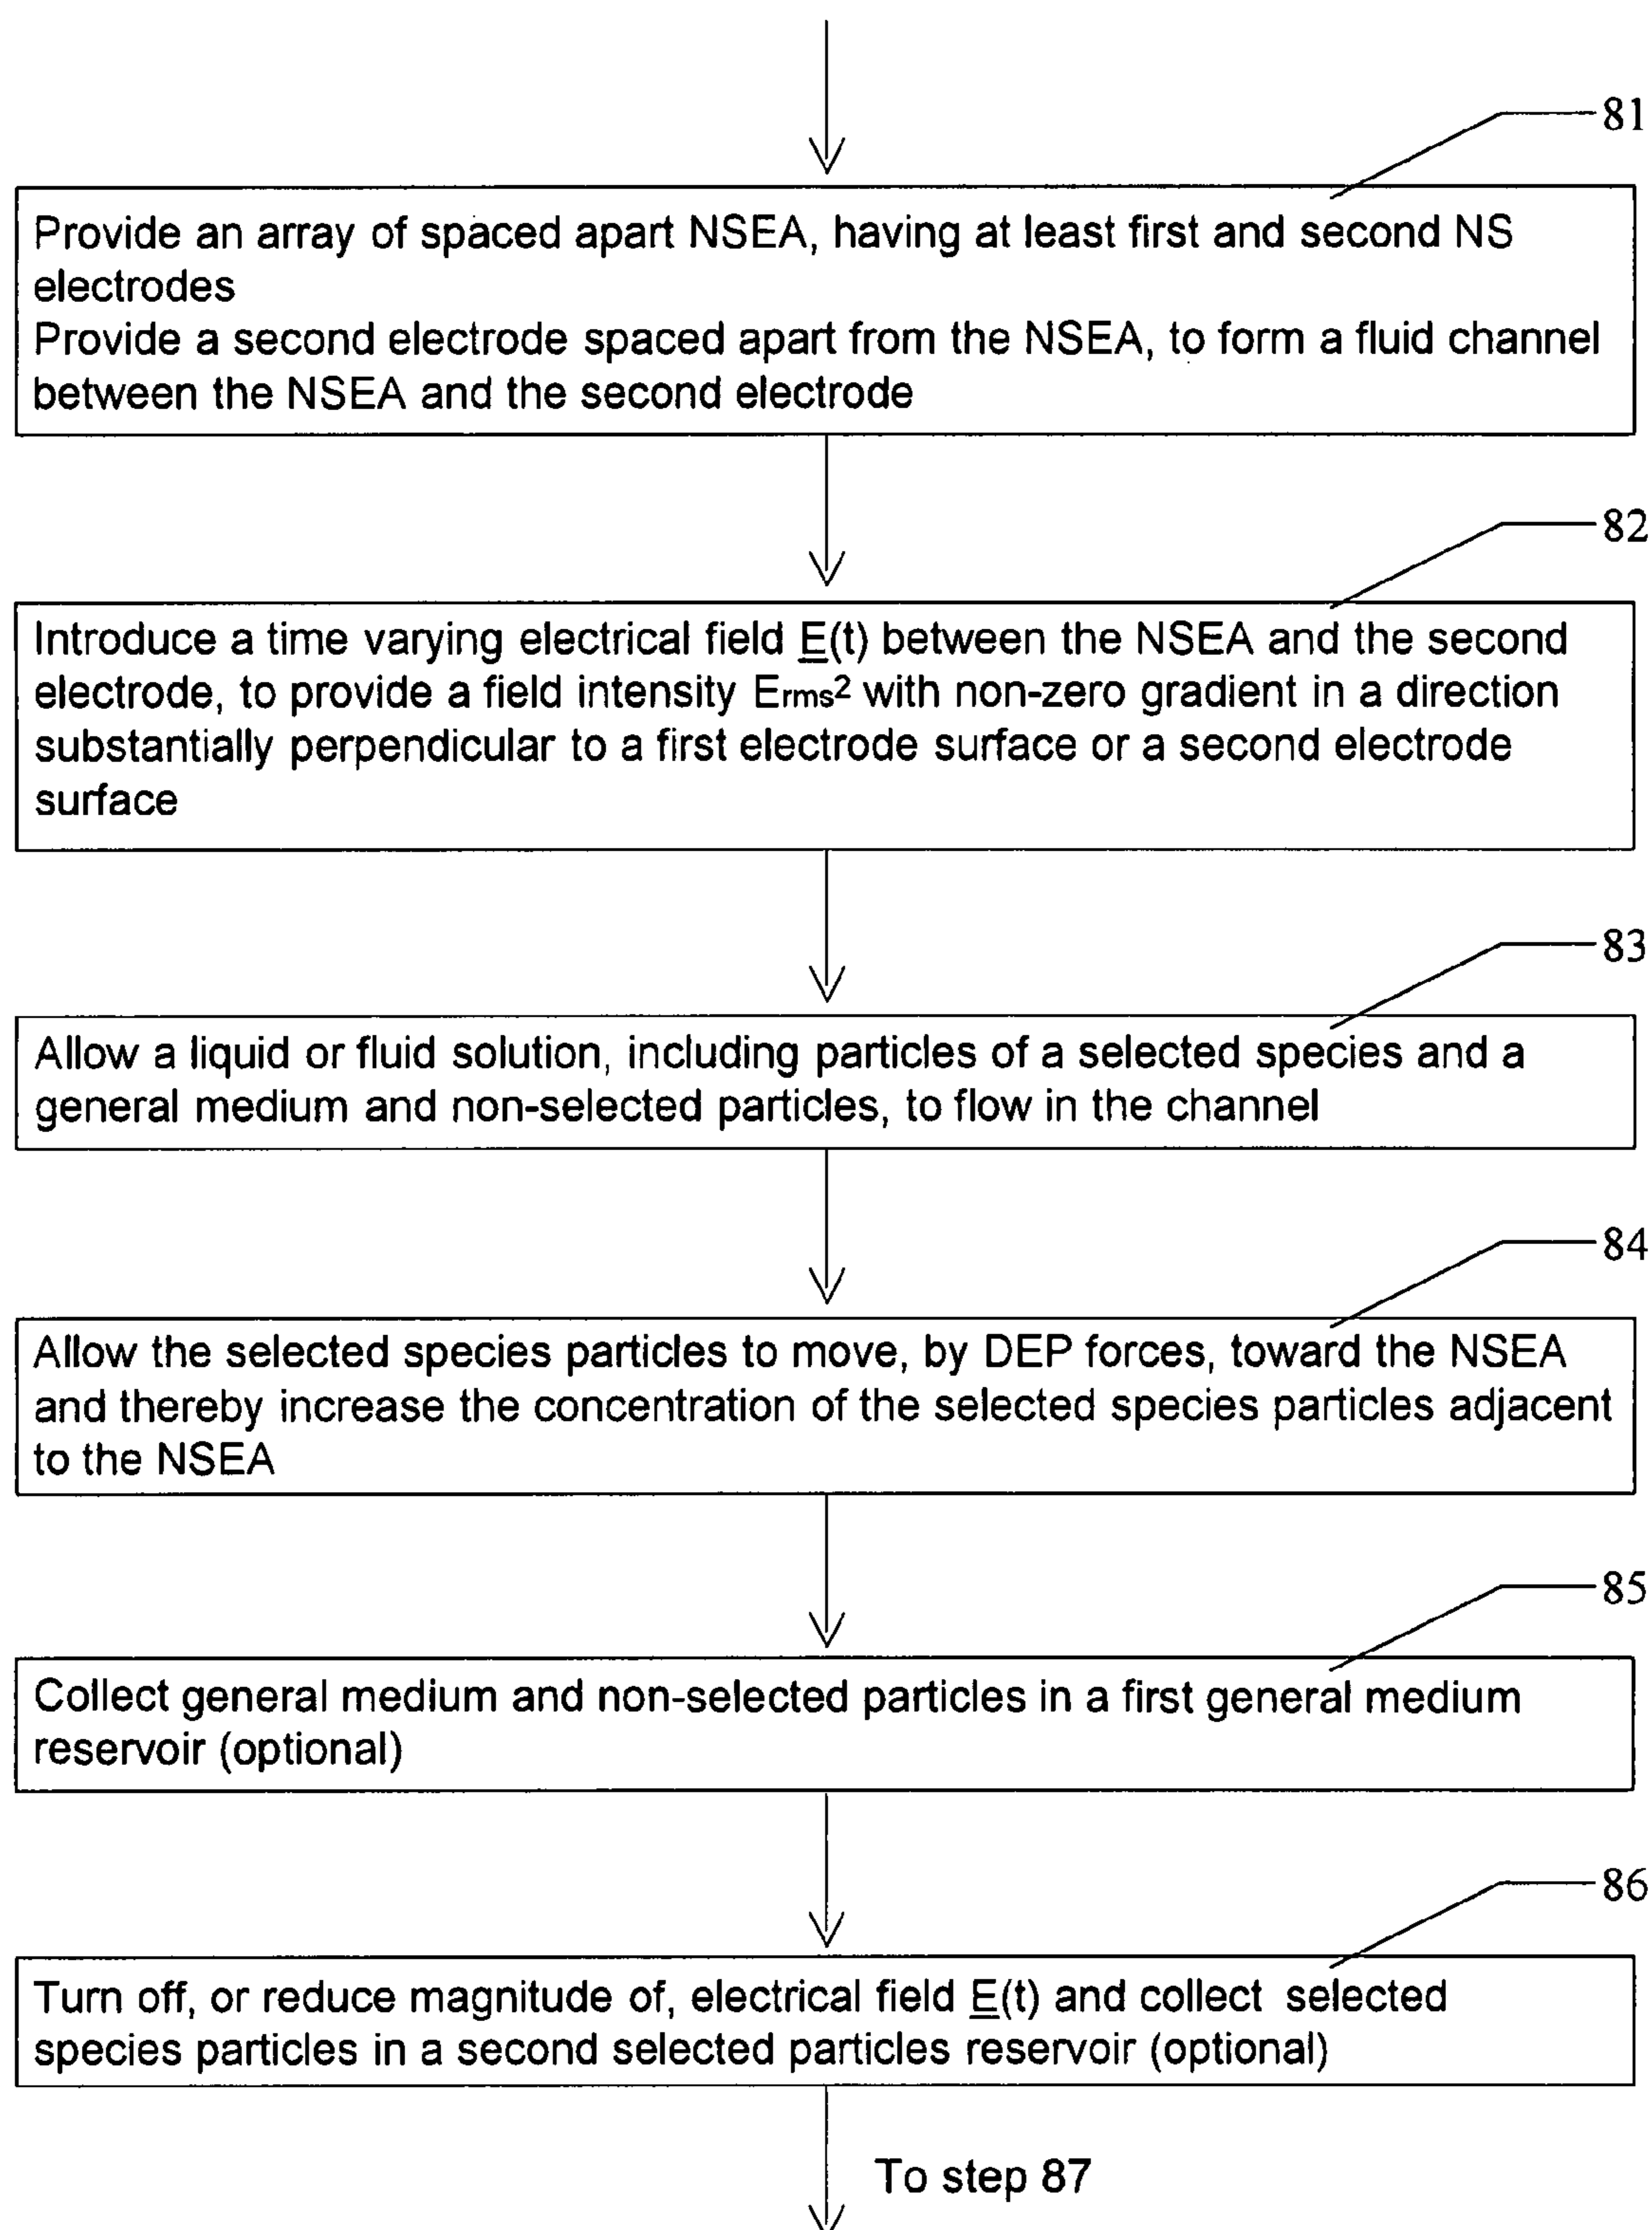 81
Provide an array of spaced apart NSEA, having at least first and second NS
electrodes
Provide a second electrode spaced apart from the NSEA, to form a fluid channel
between the NSEA and the second electrode
82
Introduce a time varying electrical field E(t) between the NSEA and the second
electrode, to provide a field intensity Erms² with non-zero gradient in a direction
substantially perpendicular to a first electrode surface or a second electrode
surface
83
Allow a liquid or fluid solution, including particles of a selected species and a
general medium and non-selected particles, to flow in the channel
84
Allow the selected species particles to move, by DEP forces, toward the NSEA
and thereby increase the concentration of the selected species particles adjacent
to the NSEA
85
Collect general medium and non-selected particles in a first general medium
reservoir (optional)
86
Turn off, or reduce magnitude of, electrical field E(t) and collect selected
species particles in a second selected particles reservoir (optional)
To step 87